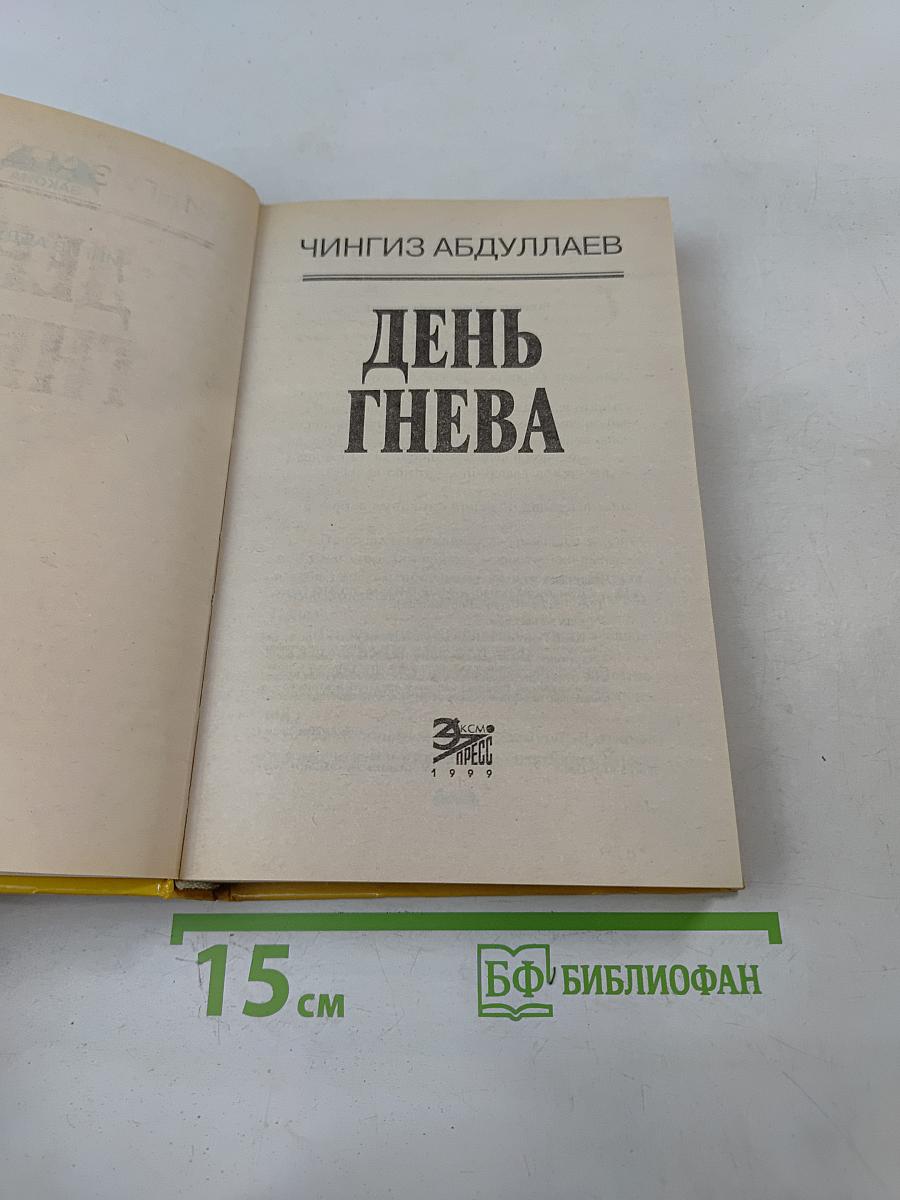 ЧИНГИЗ АБДУЛЛАЕВ
ДЕНЬ
ГНЕВА
ЭКСМО
ПРЕСС
1999
15 см
БФ БИБЛИОФАН